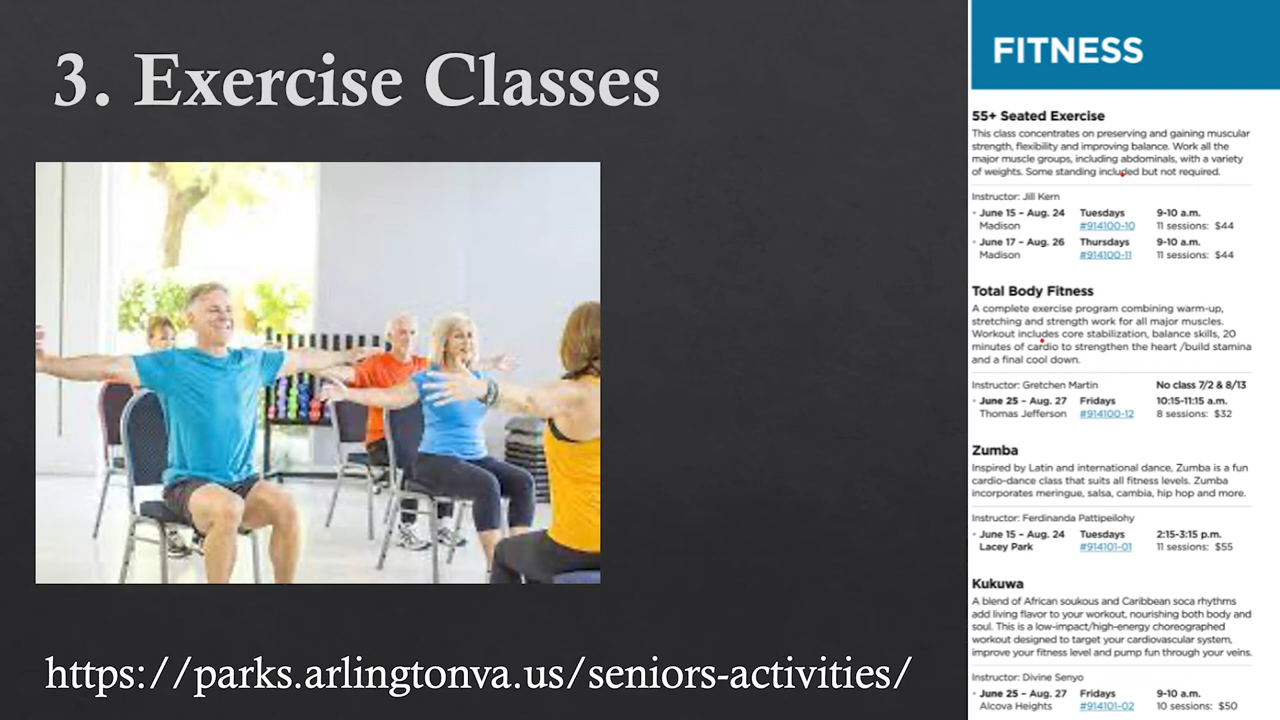 3. Exercise Classes
https://parks.arlingtonva.us/seniors-activities/
FITNESS
55+ Seated Exercise
This class concentrates on preserving and gaining muscular
strength, flexibility and improving balance. Work all the
major muscle groups, including abdominals, with a variety
of weights. Some standing included but not required.
Instructor: Jill Kern
• June 15 – Aug. 24 Tuesdays 9-10 a.m.
Madison #914100-10 11 sessions: $44
• June 17 – Aug. 26 Thursdays 9-10 a.m.
Madison #914100-11 11 sessions: $44
Total Body Fitness
A complete exercise program combining warm-up,
stretching and strength work for all major muscles.
Workout includes core stabilization, balance skills, 20
minutes of cardio to strengthen the heart /build stamina
and a final cool down.
Instructor: Gretchen Martin No class 7/2 & 8/13
• June 25 – Aug. 27 Fridays 10:15-11:15 a.m.
Thomas Jefferson #914100-12 8 sessions: $32
Zumba
Inspired by Latin and international dance, Zumba is a fun
cardio-dance class that suits all fitness levels. Zumba
incorporates meringue, salsa, cambia, hip hop and more.
Instructor: Ferdinanda Pattipeilohy
• June 15 – Aug. 24 Tuesdays 2:15-3:15 p.m.
Lacey Park #914101-01 11 sessions: $55
Kukuwa
A blend of African soukous and Caribbean soca rhythms
add living flavor to your workout, nourishing both body and
soul. This is a low-impact/high-energy choreographed
workout designed to target your cardiovascular system,
improve your fitness level and pump fun through your veins.
Instructor: Divine Senyo
• June 25 – Aug. 27 Fridays 9-10 a.m.
Alcova Heights #914101-02 10 sessions: $50